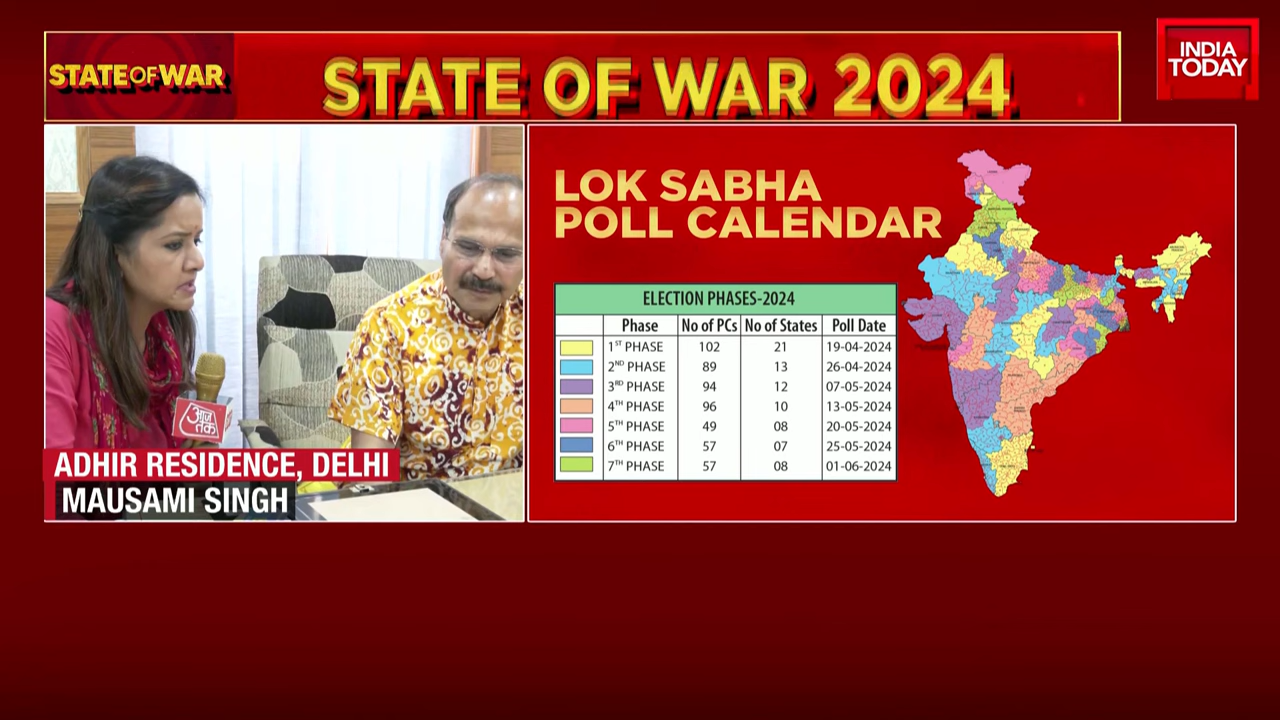 STATE OF WAR
STATE OF WAR 2024
INDIA
TODAY
LOK SABHA
POLL CALENDAR
ELECTION PHASES-2024
Phase No of PCs No of States Poll Date
1ST PHASE 102 21 19-04-2024
2ND PHASE 89 13 26-04-2024
3RD PHASE 94 12 07-05-2024
4TH PHASE 96 10 13-05-2024
5TH PHASE 49 08 20-05-2024
6TH PHASE 57 07 25-05-2024
7TH PHASE 57 08 01-06-2024
आज
तक
ADHIR RESIDENCE, DELHI
MAUSAMI SINGH